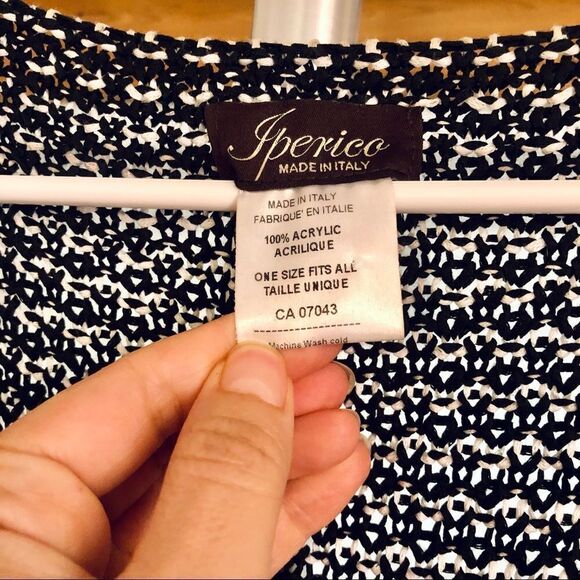 Iperico
MADE IN ITALY
MADE IN ITALY
FABRIQUE' EN ITALIE
100% ACRYLIC
ACRILIQUE
ONE SIZE FITS ALL
TAILLE UNIQUE
CA 07043
--------------------
Machine Wash cold